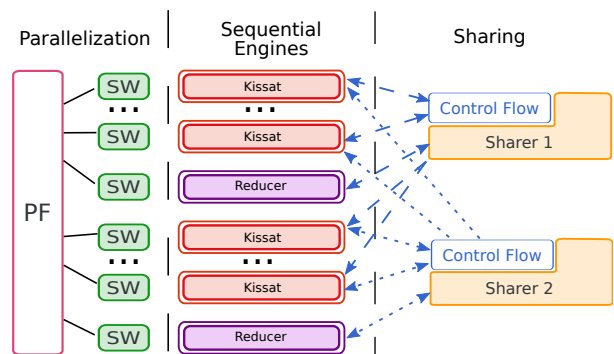 Parallelization
Sequential
Engines
Sharing
PF
SW
...
SW
SW
SW
...
SW
SW
Kissat
...
Kissat
Reducer
Kissat
...
Kissat
Reducer
Control Flow
Sharer 1
Control Flow
Sharer 2